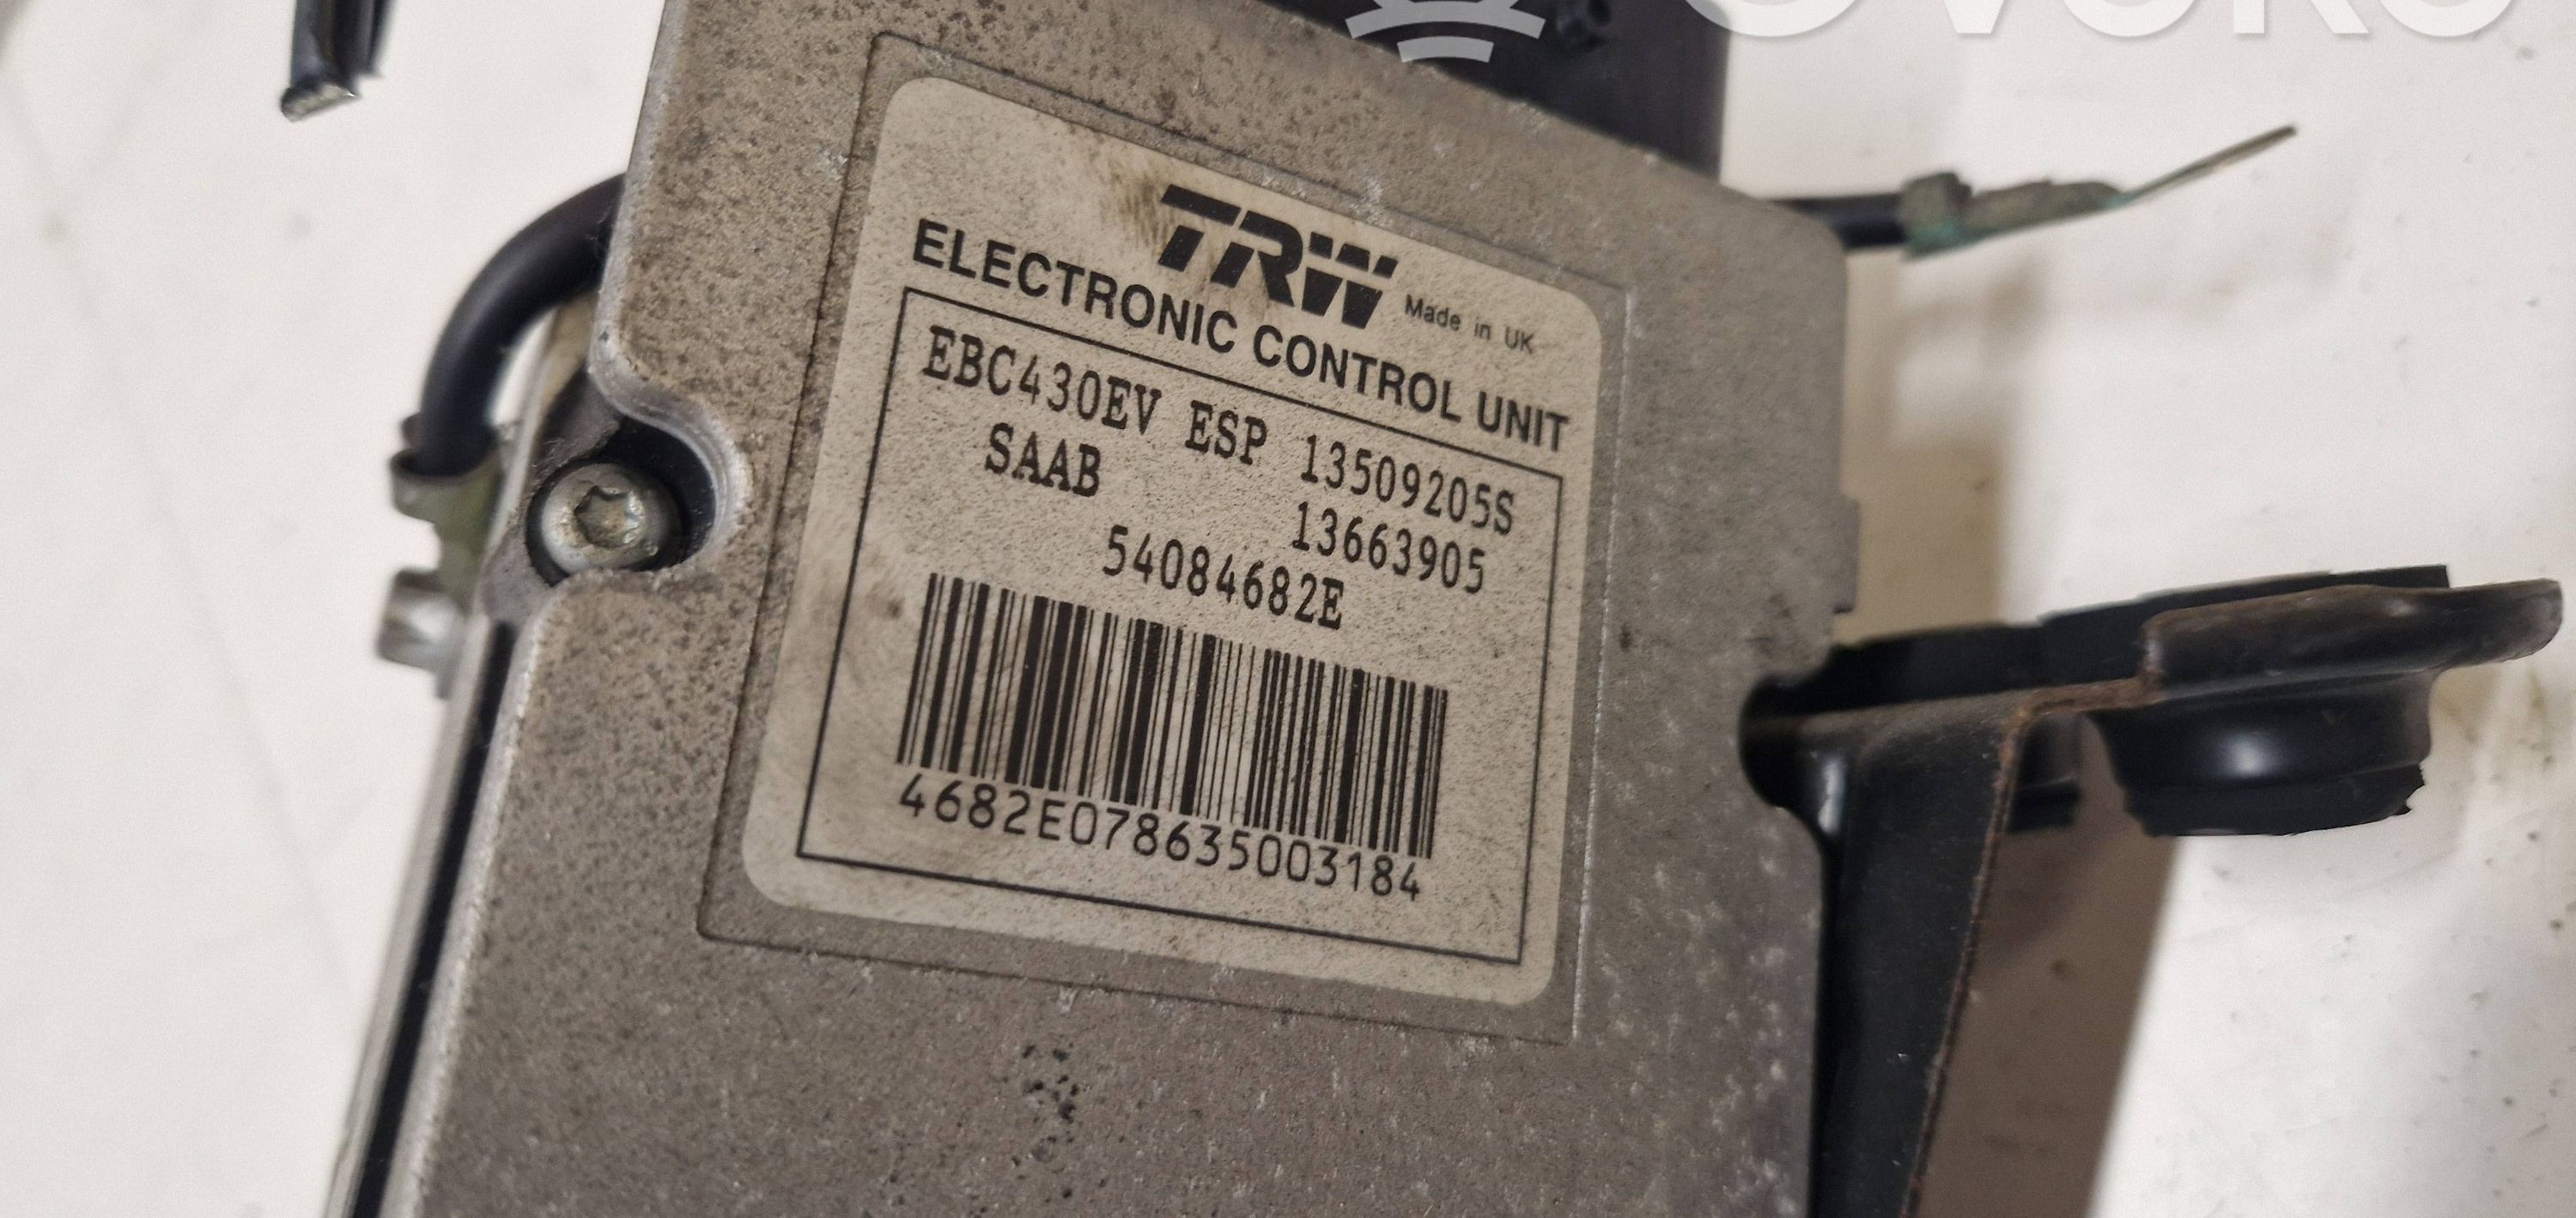 TRW Made in UK
ELECTRONIC CONTROL UNIT
EBC430EV ESP 13509205S
SAAB 13663905
54084682E
4682E078635003184